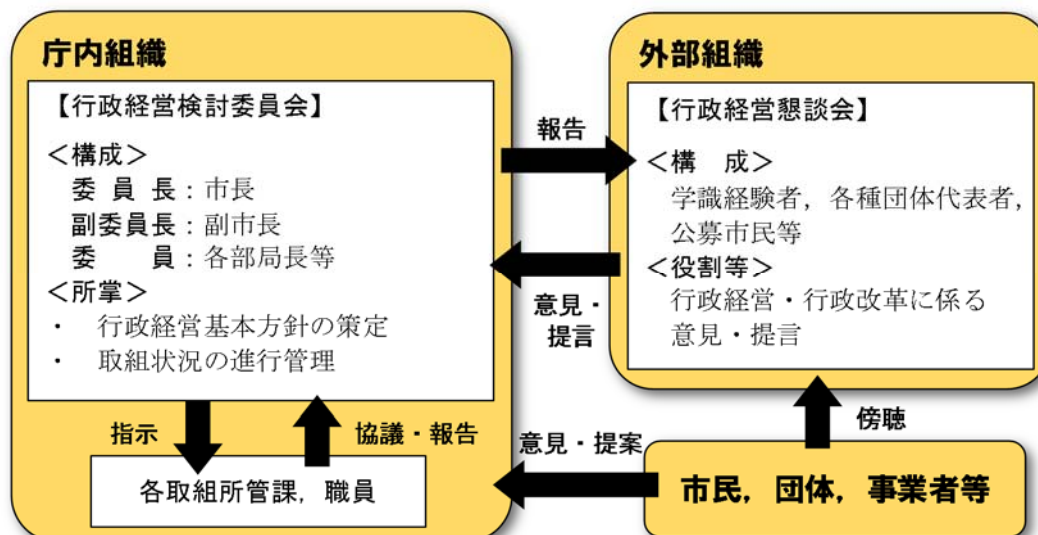 庁内組織
【行政経営検討委員会】
＜構成＞
委員長：市長
副委員長：副市長
委　　員：各部局長等
＜所掌＞
・　行政経営基本方針の策定
・　取組状況の進行管理
指示
協議・報告
各取組所管課，職員
報告
意見・
提言
意見・提案
外部組織
【行政経営懇談会】
＜構　成＞
学識経験者，各種団体代表者，
公募市民等
＜役割等＞
行政経営・行政改革に係る
意見・提言
傍聴
市民，団体，事業者等